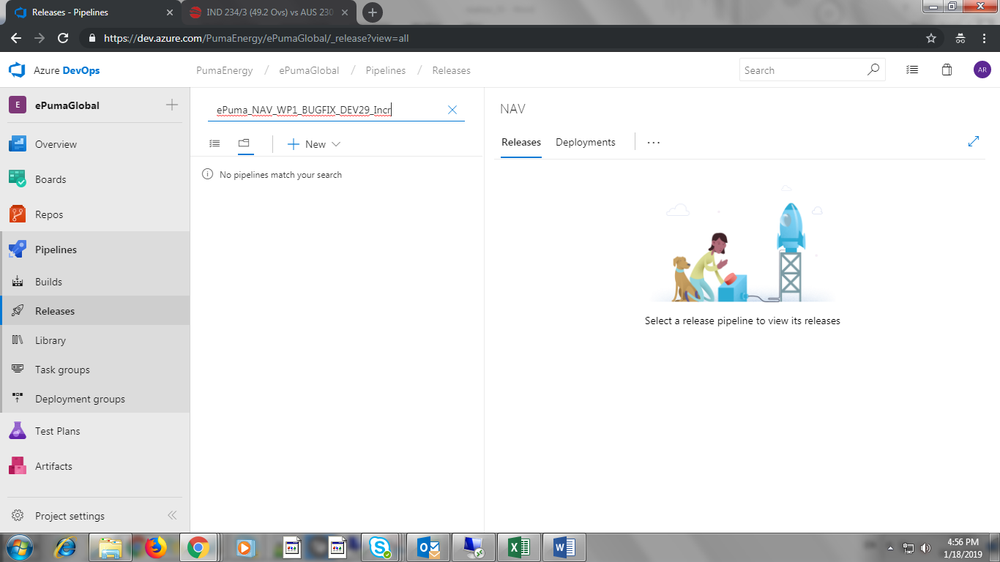 Releases - Pipelines
IND 234/3 (49.2 Ovs) vs AUS 230
https://dev.azure.com/PumaEnergy/ePumaGlobal/_release?view=all
Azure DevOps
PumaEnergy / ePumaGlobal / Pipelines / Releases
Search
AR
E
ePumaGlobal
Overview
Boards
Repos
Pipelines
Builds
Releases
Library
Task groups
Deployment groups
Test Plans
Artifacts
Project settings
ePuma_NAV_WP1_BUGFIX_DEV29_Incr
New
No pipelines match your search
NAV
Releases
Deployments
Select a release pipeline to view its releases
4:56 PM
1/18/2019